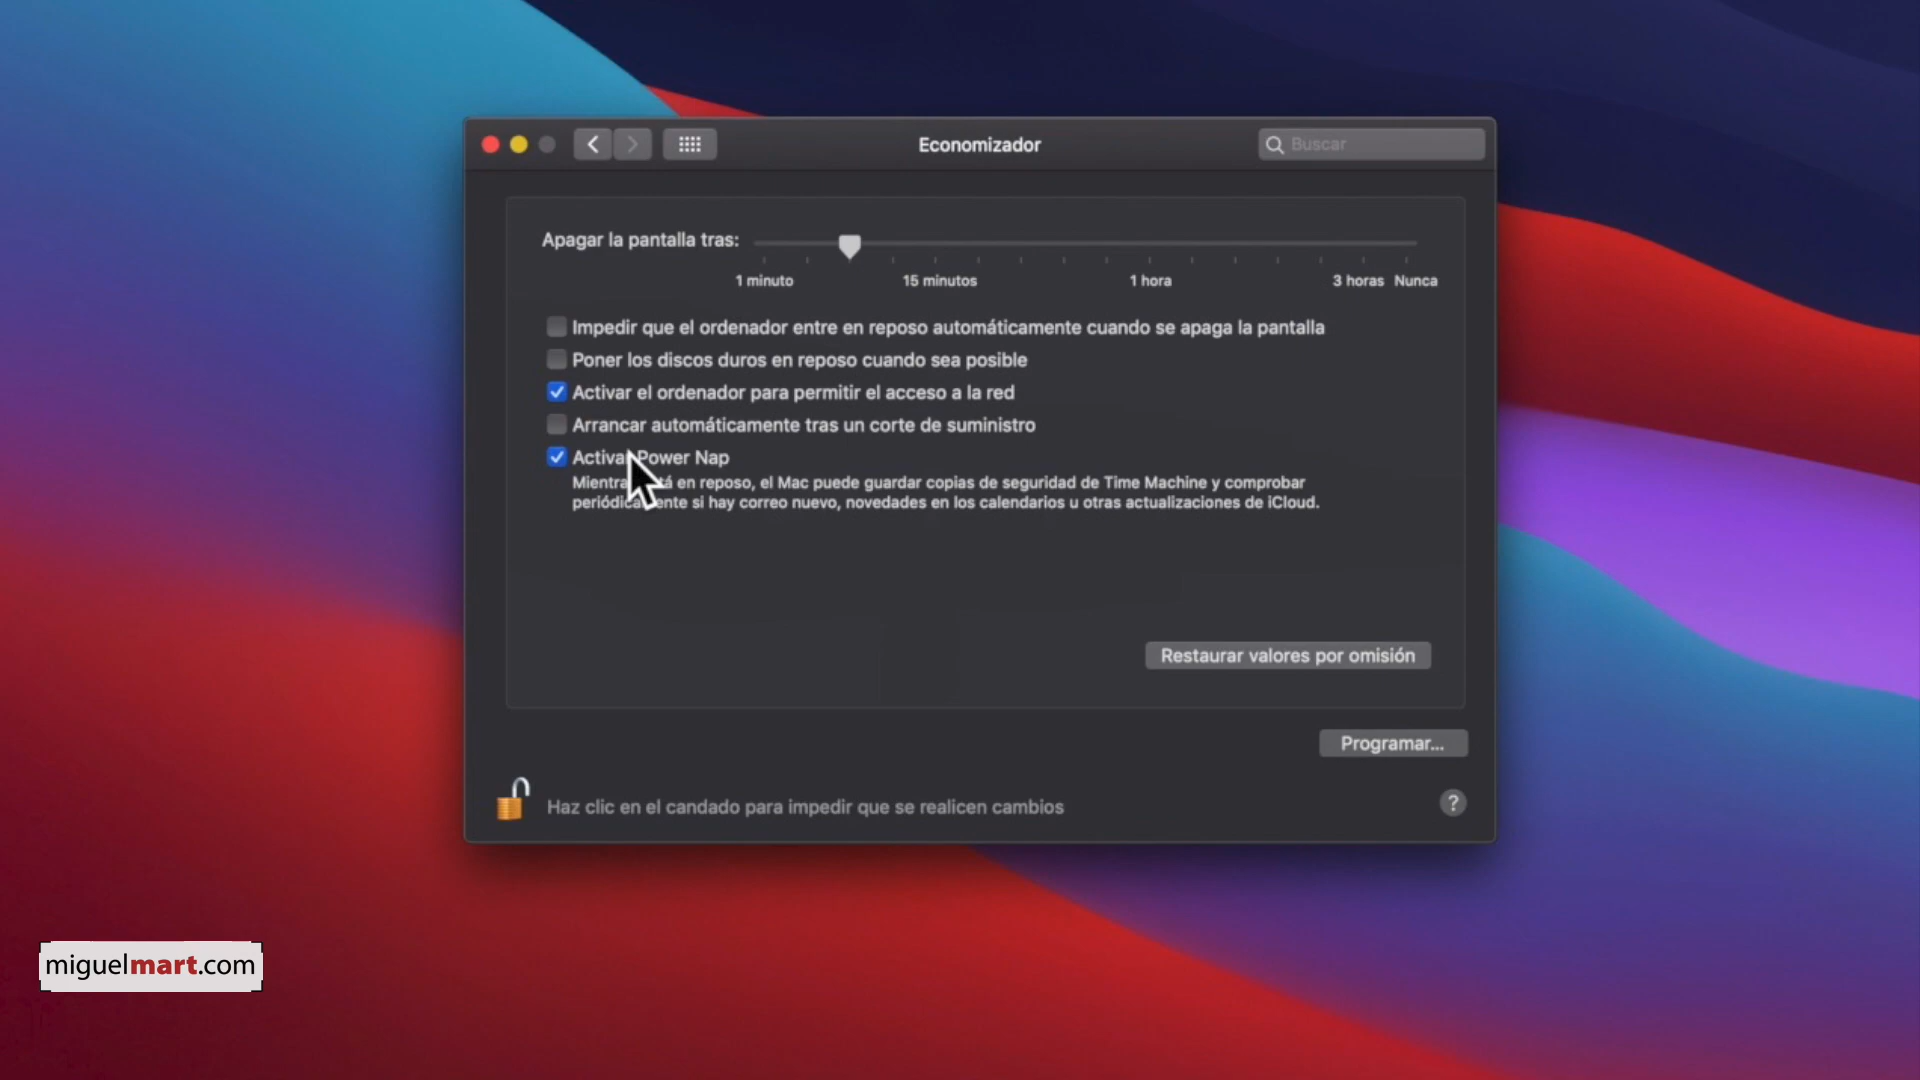 Economizador
Buscar
Apagar la pantalla tras:
1 minuto 15 minutos 1 hora 3 horas Nunca
Impedir que el ordenador entre en reposo automáticamente cuando se apaga la pantalla
Poner los discos duros en reposo cuando sea posible
Activar el ordenador para permitir el acceso a la red
Arrancar automáticamente tras un corte de suministro
Activar Power Nap
Mientras está en reposo, el Mac puede guardar copias de seguridad de Time Machine y comprobar
periódicamente si hay correo nuevo, novedades en los calendarios u otras actualizaciones de iCloud.
Restaurar valores por omisión
Programar...
Haz clic en el candado para impedir que se realicen cambios
?
miguelmart.com